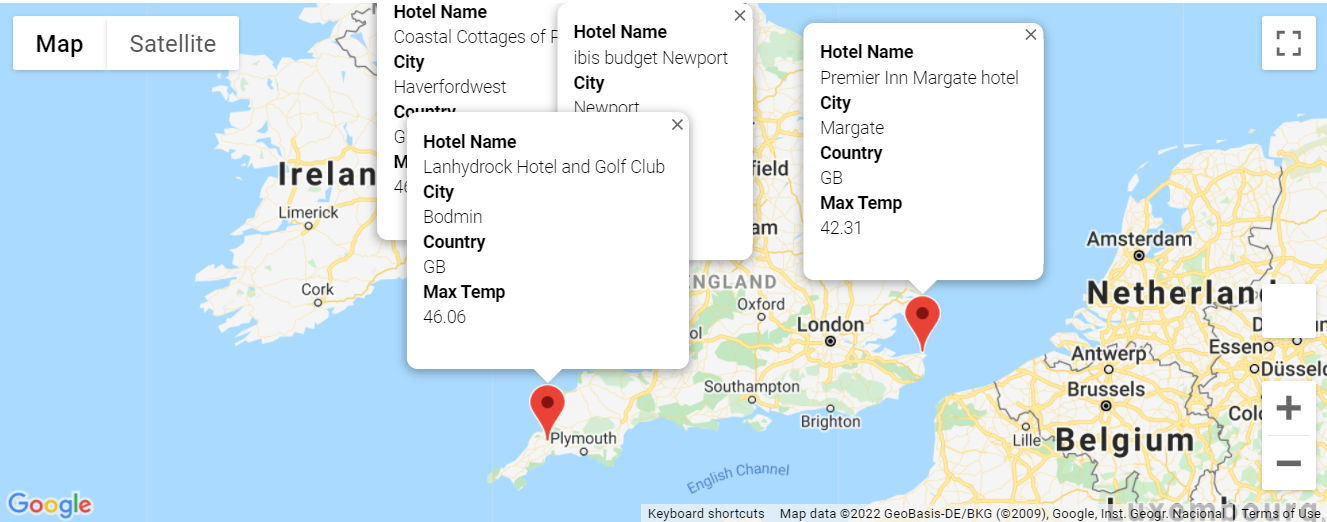 Map
Satellite
Hotel Name
Coastal Cottages of P
City
Haverfordwest
Country
G
M
46
Hotel Name
ibis budget Newport
City
Newport
Hotel Name
Premier Inn Margate hotel
City
Margate
Country
GB
Max Temp
42.31
Hotel Name
Lanhydrock Hotel and Golf Club
City
Bodmin
Country
GB
Max Temp
46.06
Irelan
Limerick
Cork
field
am
ENGLAND
Oxford
ol
London
Southampton
Brighton
Plymouth
English Channel
Amsterdam
Netherland
D
Essen
Düsseld
Antwerp
Brussels
Colo
Lille
Belgium
Luxembourg
Google
Keyboard shortcuts
Map data ©2022 GeoBasis-DE/BKG (©2009), Google, Inst. Geogr. Nacional
Terms of Use